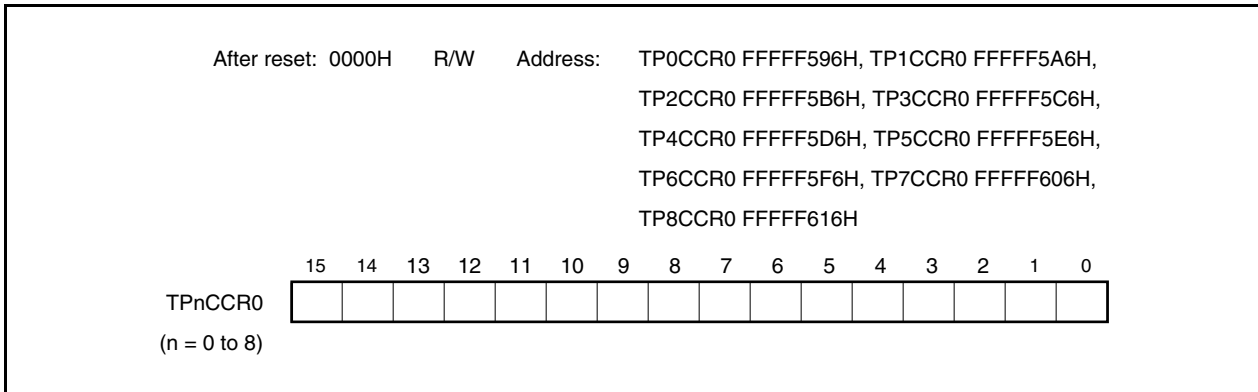 After reset: 0000H R/W Address: TP0CCR0 FFFFF596H, TP1CCR0 FFFFF5A6H,
TP2CCR0 FFFFF5B6H, TP3CCR0 FFFFF5C6H,
TP4CCR0 FFFFF5D6H, TP5CCR0 FFFFF5E6H,
TP6CCR0 FFFFF5F6H, TP7CCR0 FFFFF606H,
TP8CCR0 FFFFF616H
15 14 13 12 11 10 9 8 7 6 5 4 3 2 1 0
TPnCCR0
(n = 0 to 8)